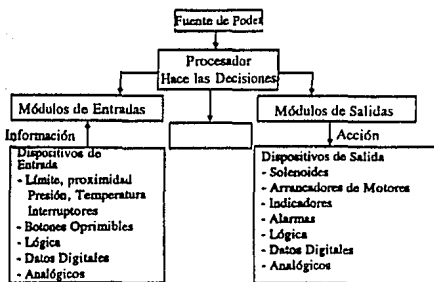 Fuente de Poder
Procesador
Hace las Decisiones
Módulos de Entradas
Módulos de Salidas
Información
Acción
Dispositivos de
Entrada
- Límite, proximidad
Presión, Temperatura
Interruptores
- Botones Oprimibles
- Lógica
- Datos Digitales
- Analógicos
Dispositivos de Salida
- Solenoides
- Arrancadores de Motores
- Indicadores
- Alarmas
- Lógica
- Datos Digitales
- Analógicos